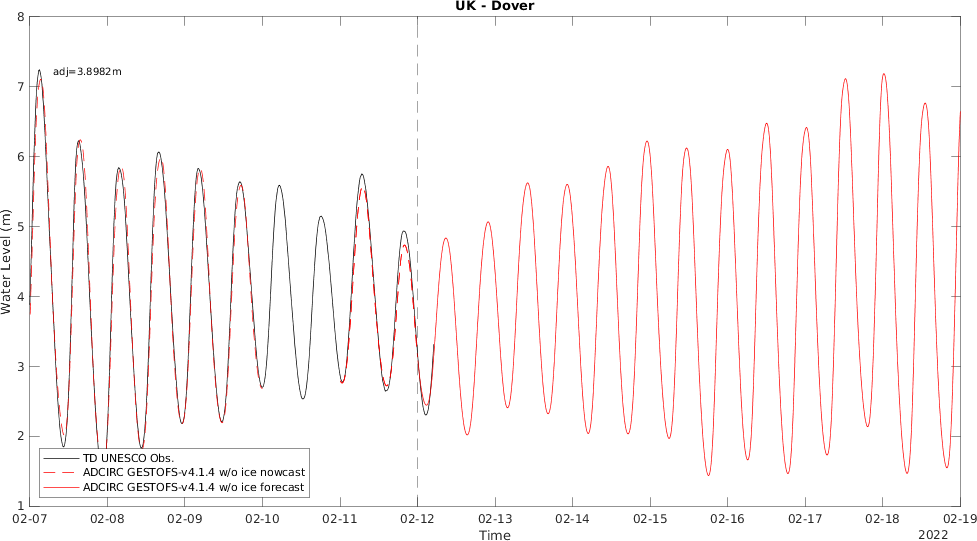 UK - Dover
adj=3.8982m
8
7
6
5
4
3
2
1
Water Level (m)
TD UNESCO Obs.
ADCIRC GESTOFS-v4.1.4 w/o ice nowcast
ADCIRC GESTOFS-v4.1.4 w/o ice forecast
02-07 02-08 02-09 02-10 02-11 02-12 02-13 02-14 02-15 02-16 02-17 02-18 02-19
Time
2022